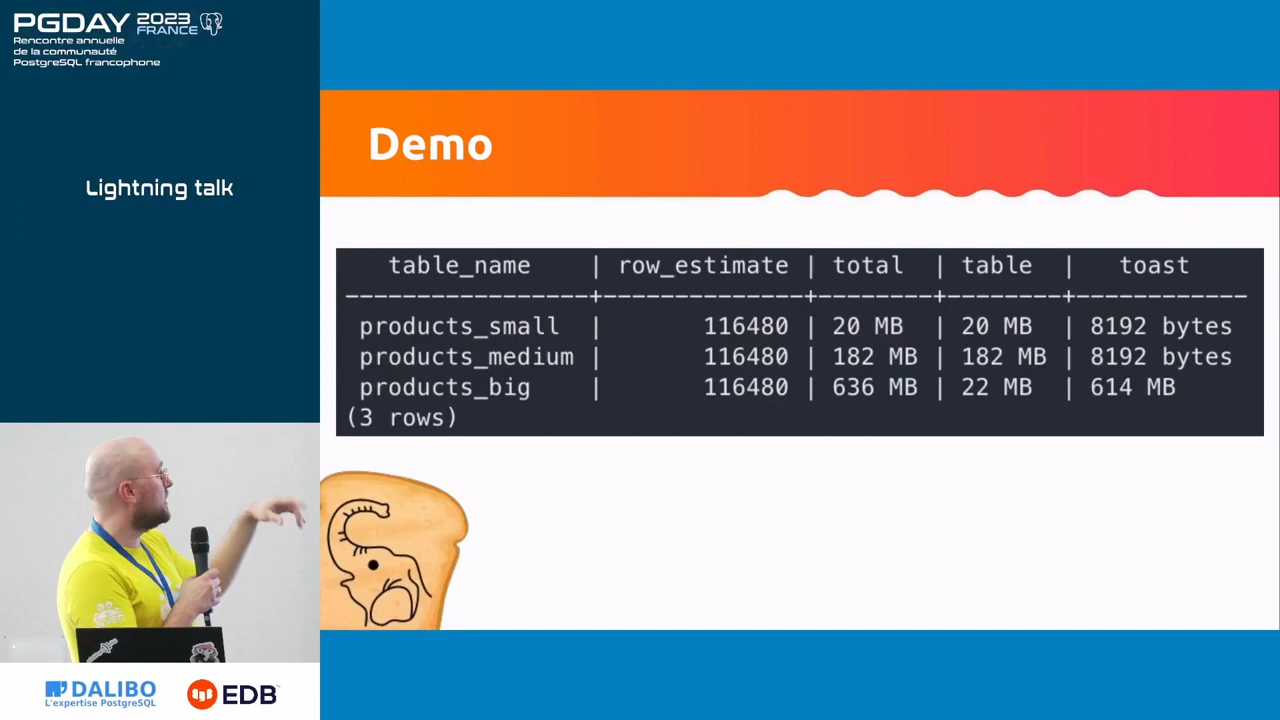 PGDAY 2023 FRANCE
Rencontre annuelle
de la communauté
PostgreSQL francophone
Lightning talk
Demo
table_name | row_estimate | total | table | toast
-----------------+--------------+--------+--------+------------
products_small | 116480 | 20 MB | 20 MB | 8192 bytes
products_medium | 116480 | 182 MB | 182 MB | 8192 bytes
products_big | 116480 | 636 MB | 22 MB | 614 MB
(3 rows)
DALIBO
L'expertise PostgreSQL
EDB